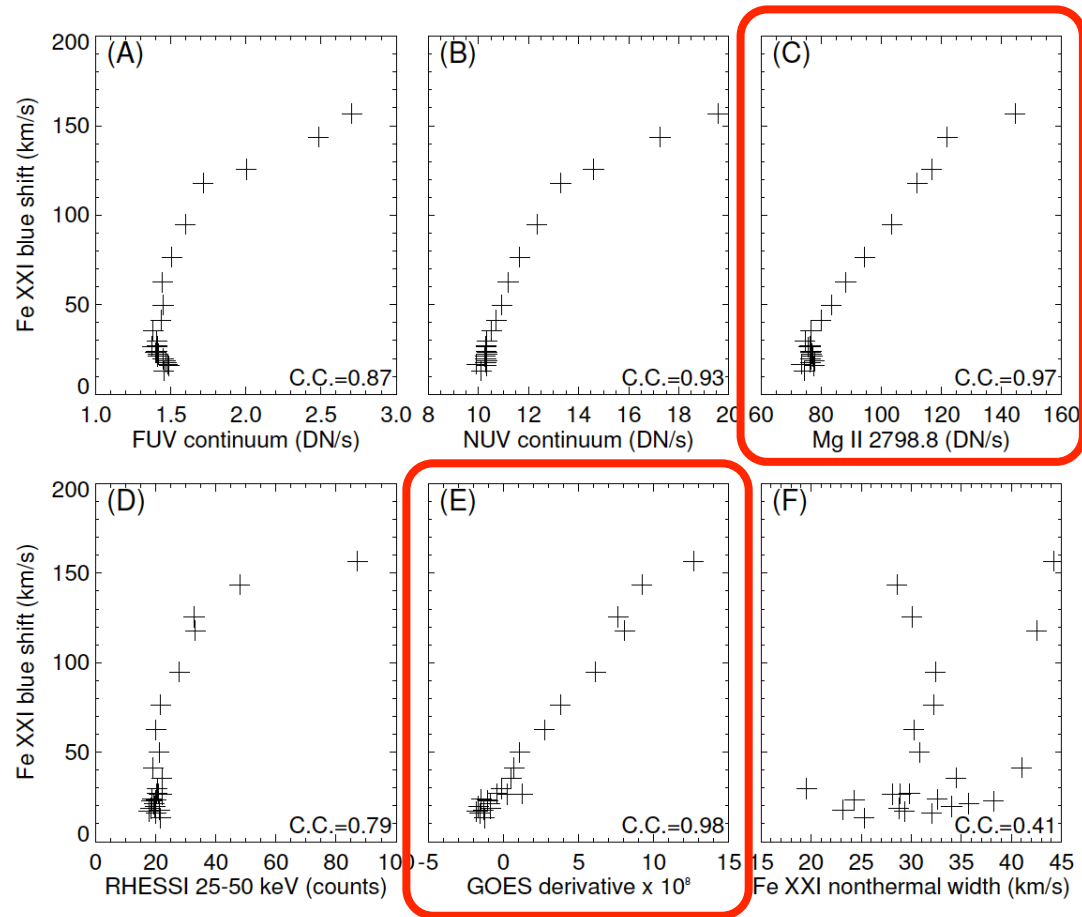 (A) (B) (C)
Fe XXI blue shift (km/s)
200
150
100
50
0
C.C.=0.87 C.C.=0.93 C.C.=0.97
1.0 1.5 2.0 2.5 3.0 8 10 12 14 16 18 20 60 80 100 120 140 160
FUV continuum (DN/s) NUV continuum (DN/s) Mg II 2798.8 (DN/s)
(D) (E) (F)
Fe XXI blue shift (km/s)
200
150
100
50
0
C.C.=0.79 C.C.=0.98 C.C.=0.41
0 20 40 60 80 100 -5 0 5 10 15 15 20 25 30 35 40 45
RHESSI 25-50 keV (counts) GOES derivative x 10⁸ Fe XXI nonthermal width (km/s)